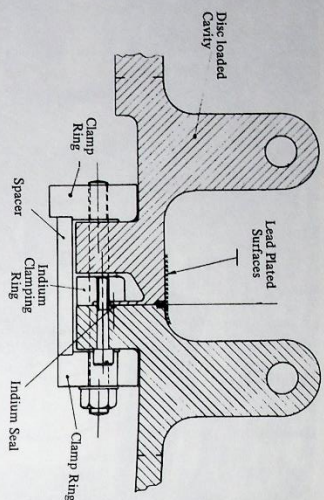 Disc loaded
Cavity
Lead Plated
Surfaces
Clamp
Ring
Spacer
Indium
Clamping
Ring
Indium Seal
Clamp Ring